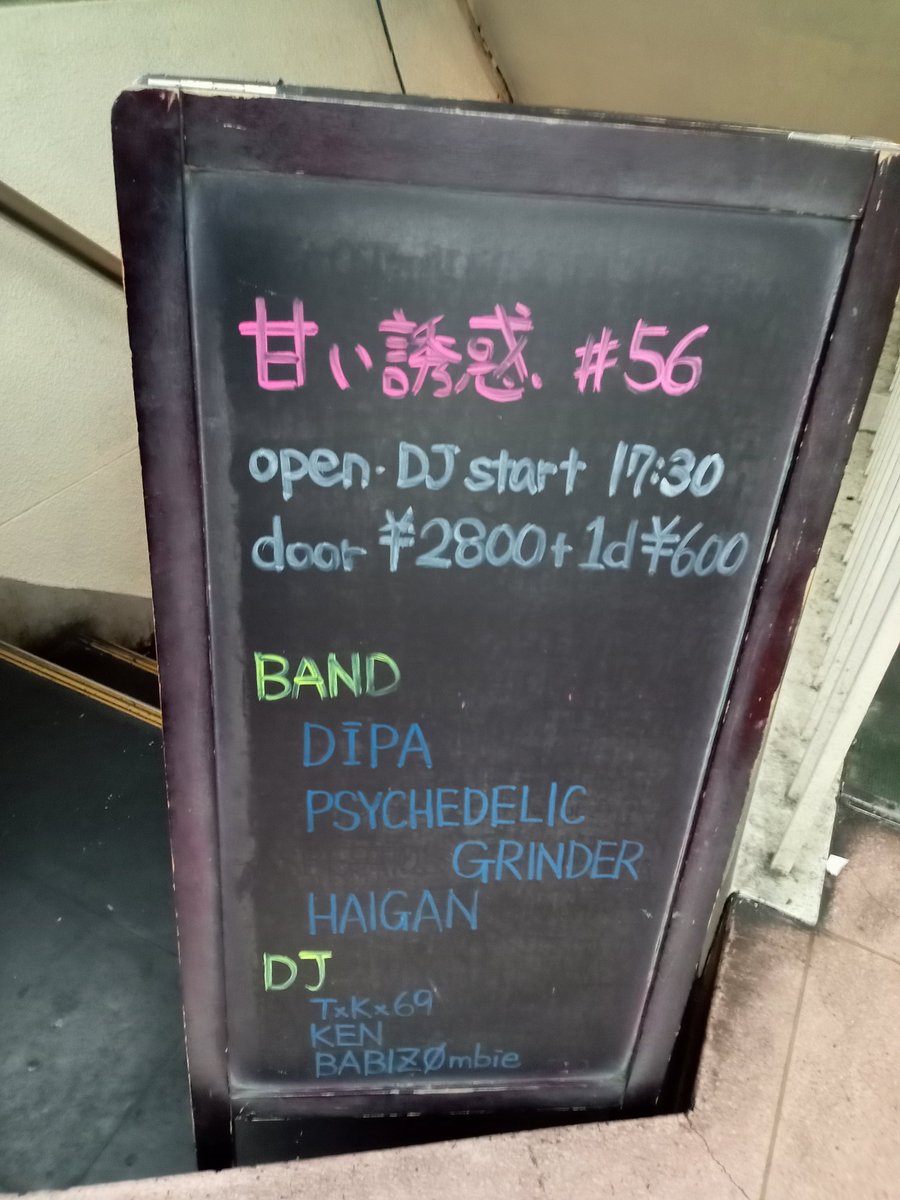 甘い誘惑 #56
open・DJ start 17:30
door ¥2800+1d¥600
BAND
DĪPA
PSYCHEDELIC
GRINDER
HAIGAN
DJ
TxKx69
KEN
BABIZØmbie